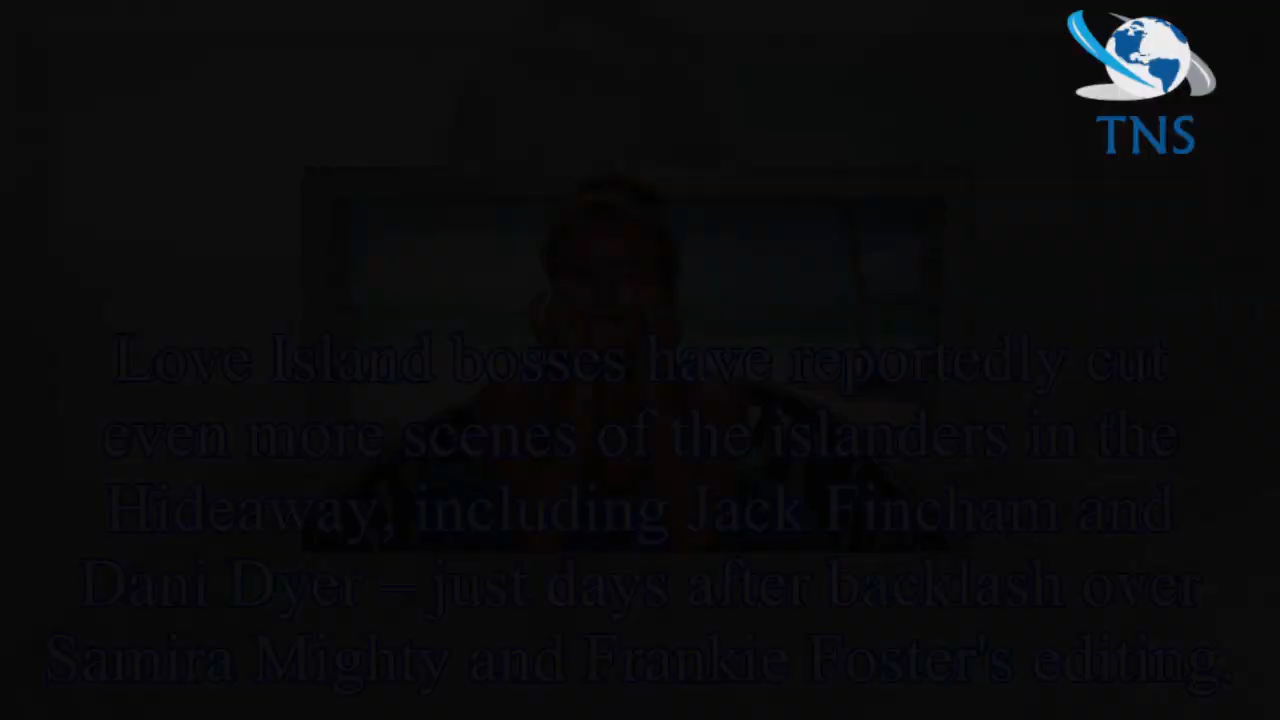 TNS
Love Island bosses have reportedly cut
even more scenes of the islanders in the
Hideaway, including Jack Fincham and
Dani Dyer – just days after backlash over
Samira Mighty and Frankie Foster's editing.